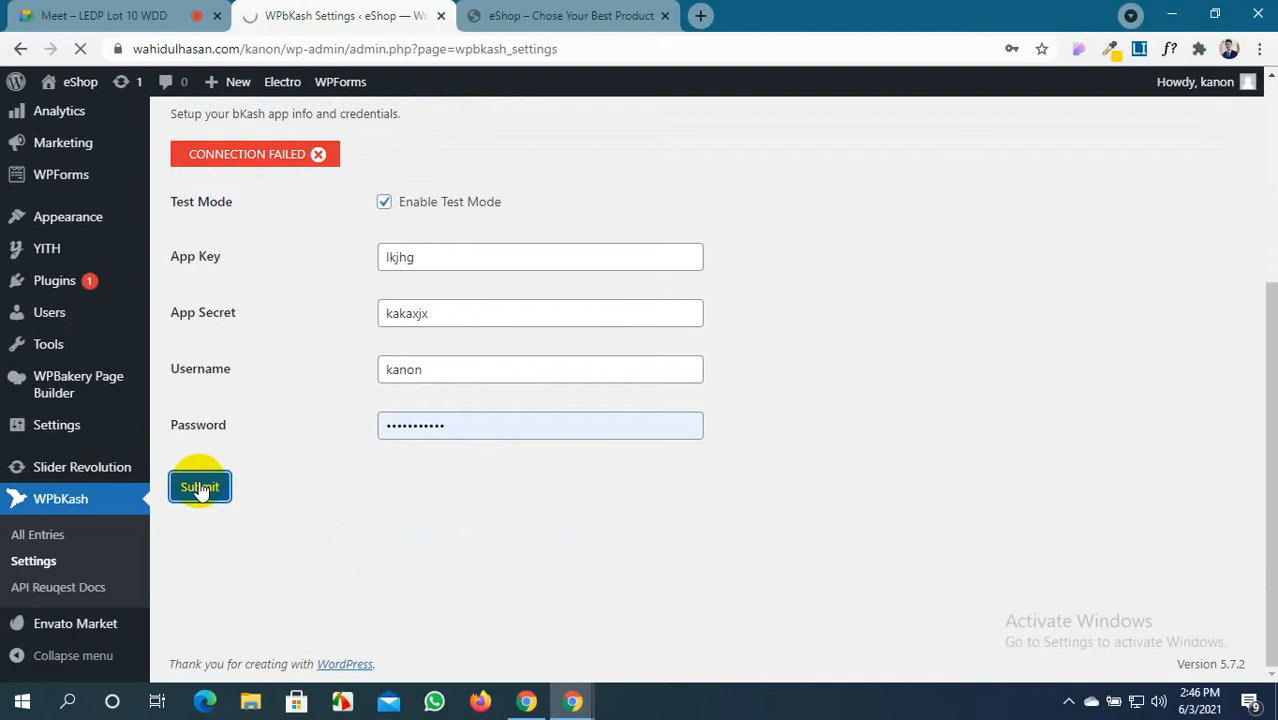 Meet – LEDP Lot 10 WDD
WPbKash Settings ‹ eShop — Wo
eShop – Chose Your Best Product
wahidulhasan.com/kanon/wp-admin/admin.php?page=wpbkash_settings
eShop 1 0 New Electro WPForms
Howdy, kanon
Analytics
Marketing
WPForms
Appearance
YITH
Plugins 1
Users
Tools
WPBakery Page
Builder
Settings
Slider Revolution
WPbKash
All Entries
Settings
API Reuqest Docs
Envato Market
Collapse menu
Setup your bKash app info and credentials.
CONNECTION FAILED
Test Mode
Enable Test Mode
App Key
lkjhg
App Secret
kakaxjx
Username
kanon
Password
•••••••••••
Submit
Activate Windows
Go to Settings to activate Windows.
Thank you for creating with WordPress.
Version 5.7.2
2:46 PM
6/3/2021
9